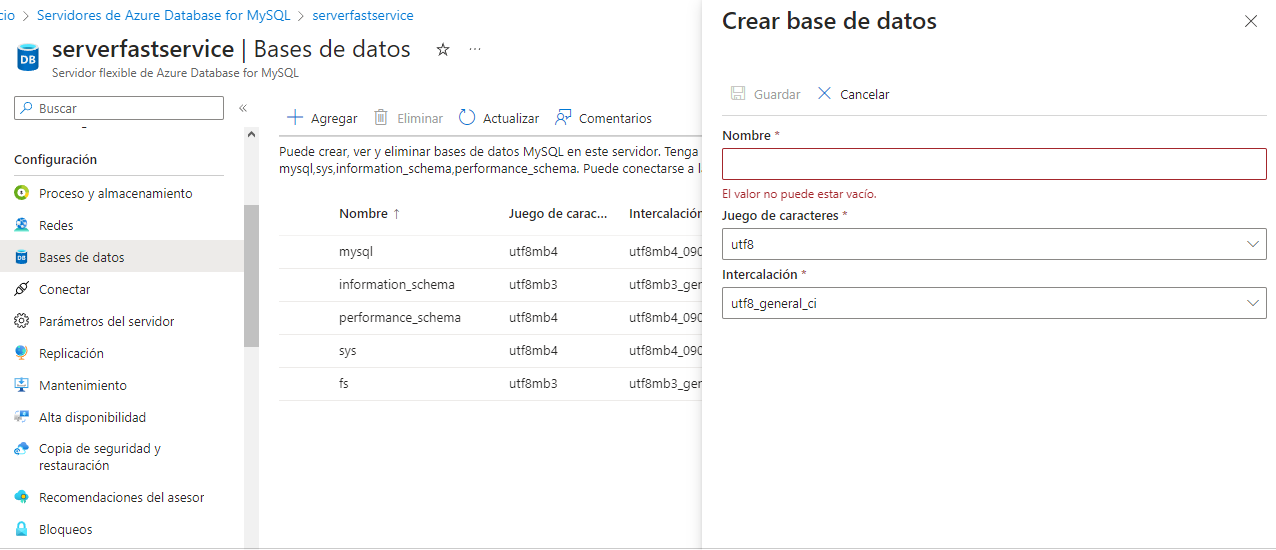 cio > Servidores de Azure Database for MySQL > serverfastservice
serverfastservice | Bases de datos
Servidor flexible de Azure Database for MySQL
Buscar
Configuración
Proceso y almacenamiento
Redes
Bases de datos
Conectar
Parámetros del servidor
Replicación
Mantenimiento
Alta disponibilidad
Copia de seguridad y
restauración
Recomendaciones del asesor
Bloqueos
Agregar Eliminar Actualizar Comentarios
Puede crear, ver y eliminar bases de datos MySQL en este servidor. Tenga
mysql,sys,information_schema,performance_schema. Puede conectarse a l
Nombre ↑ Juego de carac... Intercalación
mysql utf8mb4 utf8mb4_090
information_schema utf8mb3 utf8mb3_gen
performance_schema utf8mb4 utf8mb4_090
sys utf8mb4 utf8mb4_090
fs utf8mb3 utf8mb3_gen
Crear base de datos
Guardar Cancelar
Nombre *
El valor no puede estar vacío.
Juego de caracteres *
utf8
Intercalación *
utf8_general_ci